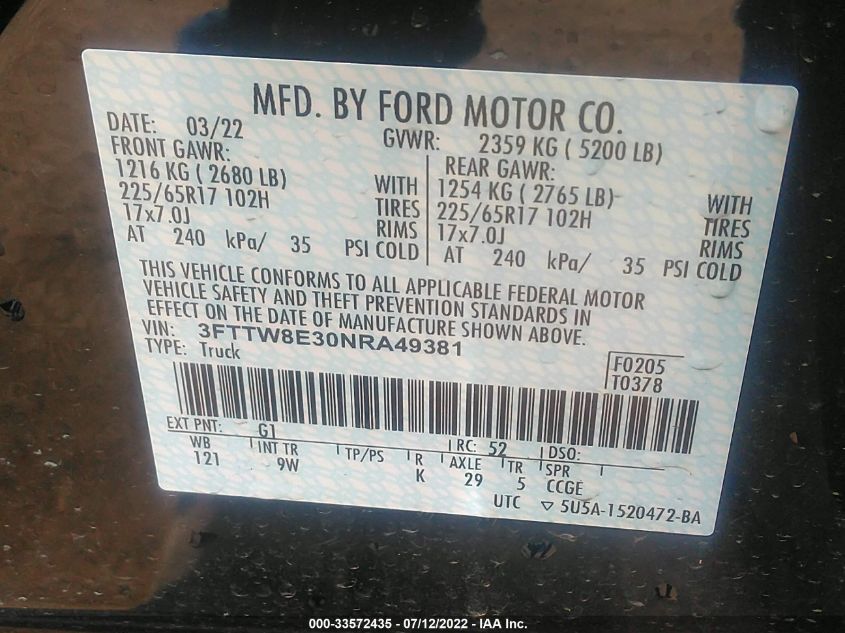 MFD. BY FORD MOTOR CO.
DATE: 03/22 GVWR: 2359 KG ( 5200 LB)
FRONT GAWR: REAR GAWR:
1216 KG ( 2680 LB) WITH 1254 KG ( 2765 LB) WITH
225/65R17 102H TIRES 225/65R17 102H TIRES
17x7.0J RIMS 17x7.0J RIMS
AT 240 kPa/ 35 PSI COLD AT 240 kPa/ 35 PSI COLD
THIS VEHICLE CONFORMS TO ALL APPLICABLE FEDERAL MOTOR
VEHICLE SAFETY AND THEFT PREVENTION STANDARDS IN
EFFECT ON THE DATE OF MANUFACTURE SHOWN ABOVE.
VIN: 3FTTW8E30NRA49381
TYPE: Truck
F0205
T0378
EXT PNT: G1 RC: 52 DSO:
WB INT TR TP/PS R AXLE TR SPR
121 9W K 29 5 CCGE
UTC ▽ 5U5A-1520472-BA
000-33572435 - 07/12/2022 - IAA Inc.